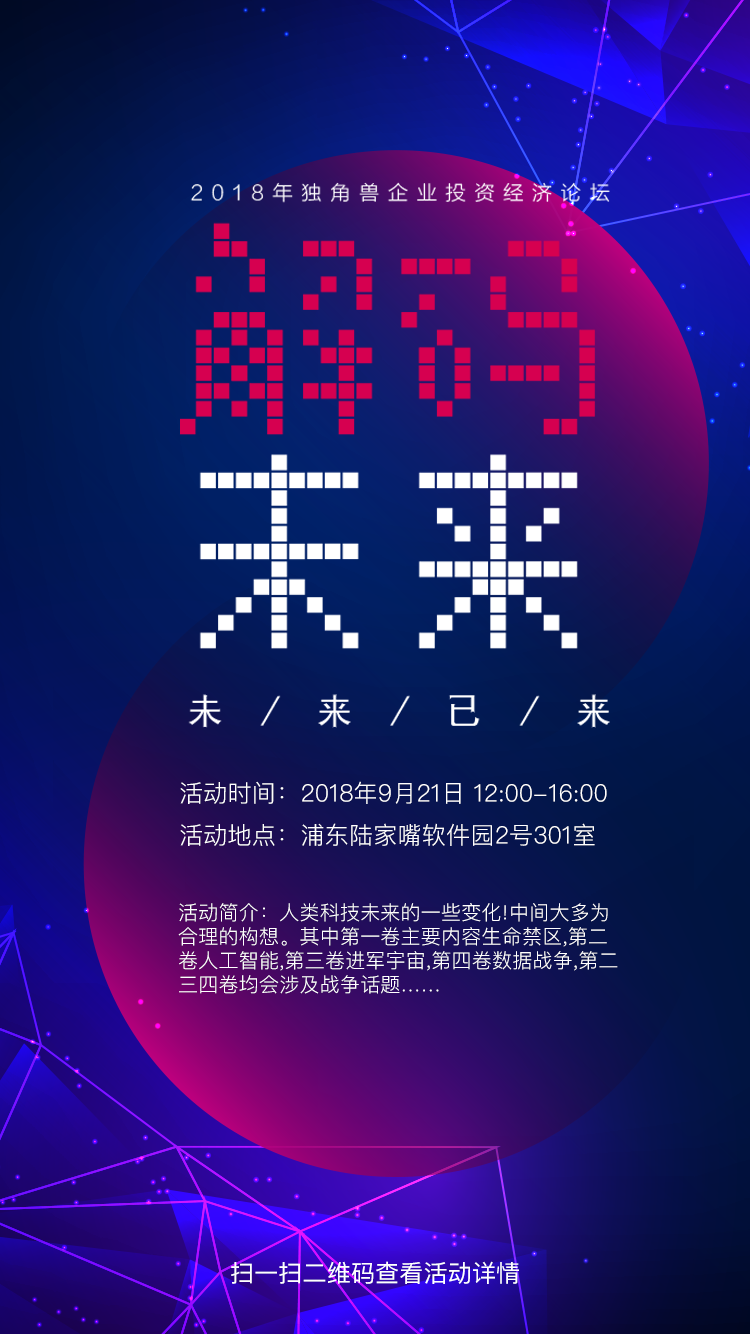 2018年独角兽企业投资经济论坛
解码
未来
未/来/已/来
活动时间：2018年9月21日 12:00-16:00
活动地点：浦东陆家嘴软件园2号301室
活动简介：人类科技未来的一些变化!中间大多为
合理的构想。其中第一卷主要内容生命禁区,第二
卷人工智能,第三卷进军宇宙,第四卷数据战争,第二
三四卷均会涉及战争话题……
扫一扫二维码查看活动详情